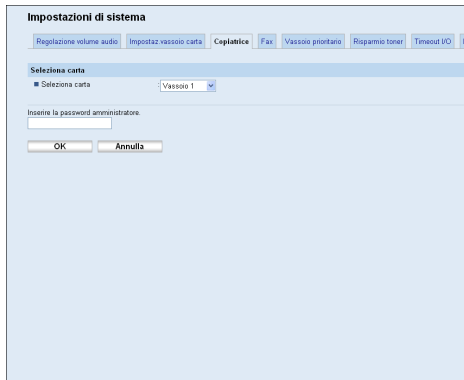 Impostazioni di sistema
Regolazione volume audio Impostaz.vassoio carta Copiatrice Fax Vassoio prioritario Risparmio toner Timeout I/O
Seleziona carta
Seleziona carta : Vassoio 1
Inserire la password amministratore.
OK Annulla